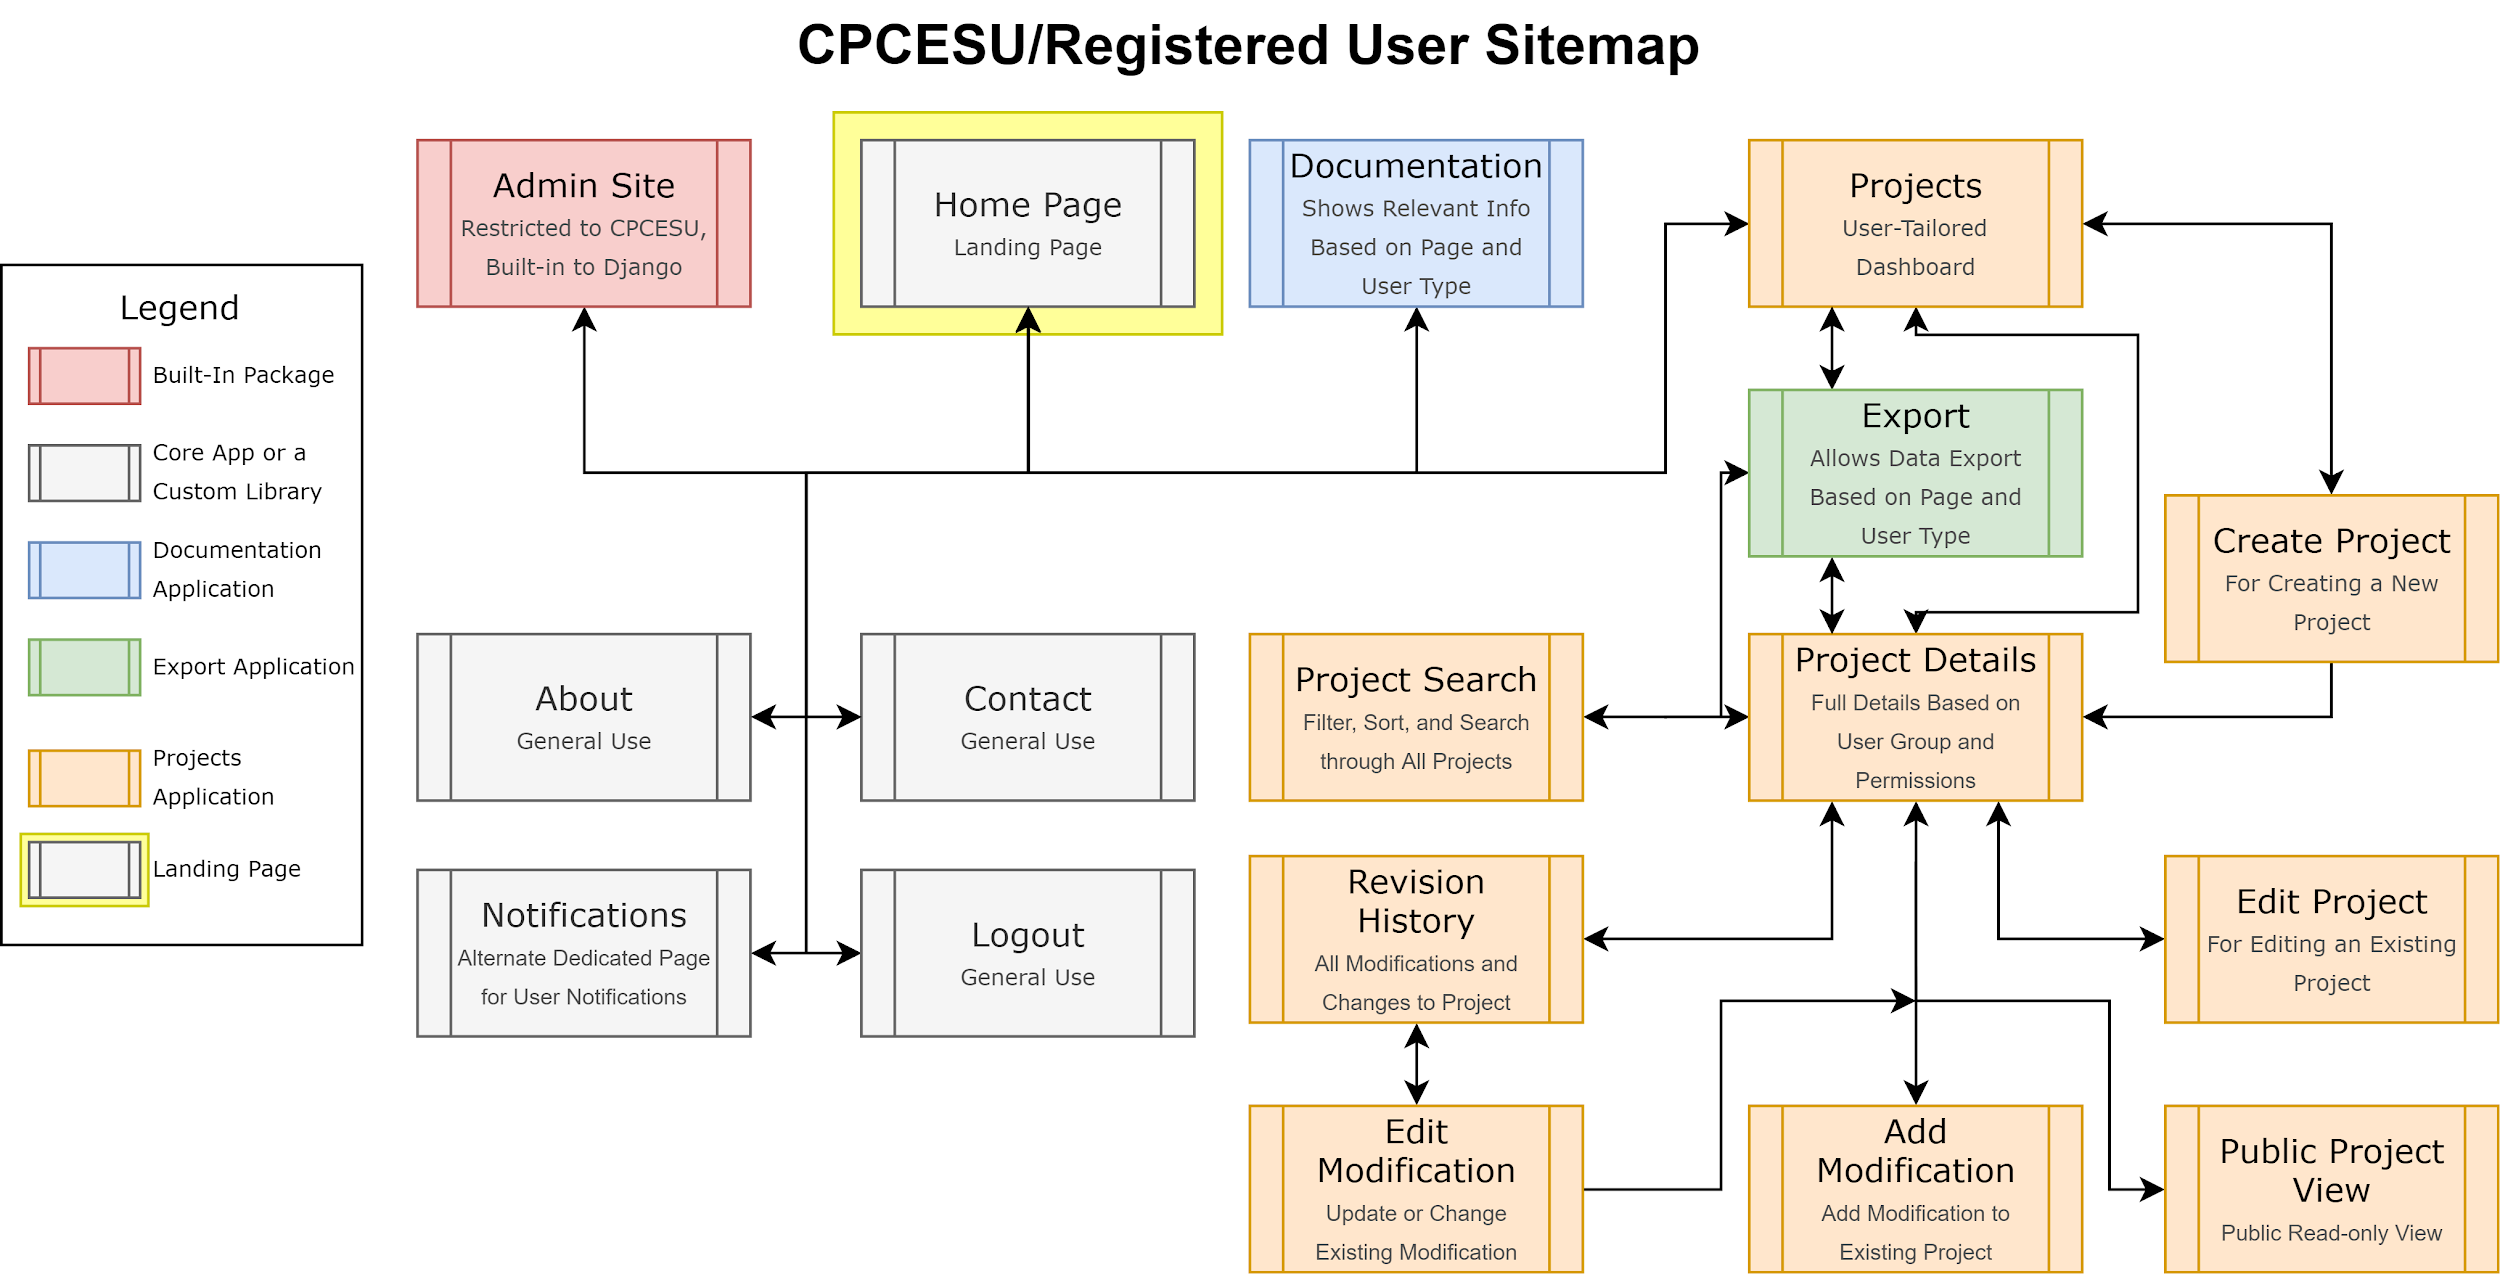 CPCESU/Registered User Sitemap
Admin Site
Restricted to CPCESU,
Built-in to Django
Home Page
Landing Page
Documentation
Shows Relevant Info
Based on Page and
User Type
Projects
User-Tailored
Dashboard
Legend
Built-In Package
Core App or a
Custom Library
Documentation
Application
Export Application
Projects
Application
Landing Page
Export
Allows Data Export
Based on Page and
User Type
Create Project
For Creating a New
Project
About
General Use
Contact
General Use
Project Search
Filter, Sort, and Search
through All Projects
Project Details
Full Details Based on
User Group and
Permissions
Notifications
Alternate Dedicated Page
for User Notifications
Logout
General Use
Revision
History
All Modifications and
Changes to Project
Edit Project
For Editing an Existing
Project
Edit
Modification
Update or Change
Existing Modification
Add
Modification
Add Modification to
Existing Project
Public Project
View
Public Read-only View